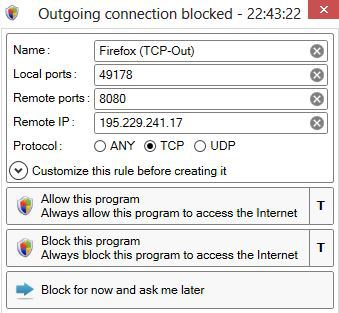 Outgoing connection blocked - 22:43:22
Name: Firefox (TCP-Out)
Local ports: 49178
Remote ports: 8080
Remote IP: 195.229.241.17
Protocol: ANY TCP UDP
Customize this rule before creating it
Allow this program
Always allow this program to access the Internet T
Block this program
Always block this program to access the Internet T
Block for now and ask me later